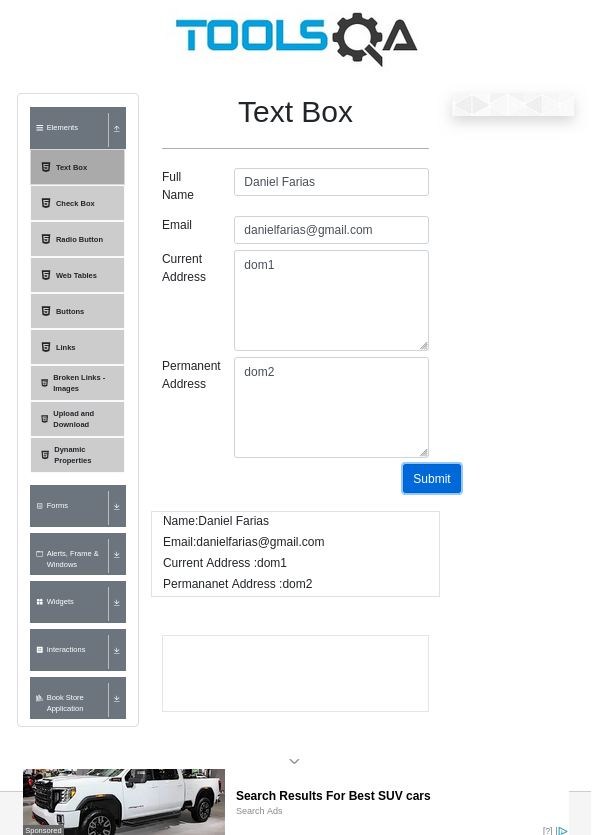 TOOLSQA
Text Box
Elements
Text Box
Check Box
Radio Button
Web Tables
Buttons
Links
Broken Links -
Images
Upload and
Download
Dynamic
Properties
Forms
Alerts, Frame &
Windows
Widgets
Interactions
Book Store
Application
Full
Name
Daniel Farias
Email
danielfarias@gmail.com
Current
Address
dom1
Permanent
Address
dom2
Submit
Name:Daniel Farias
Email:danielfarias@gmail.com
Current Address :dom1
Permananet Address :dom2
Search Results For Best SUV cars
Search Ads
Sponsored
[?]